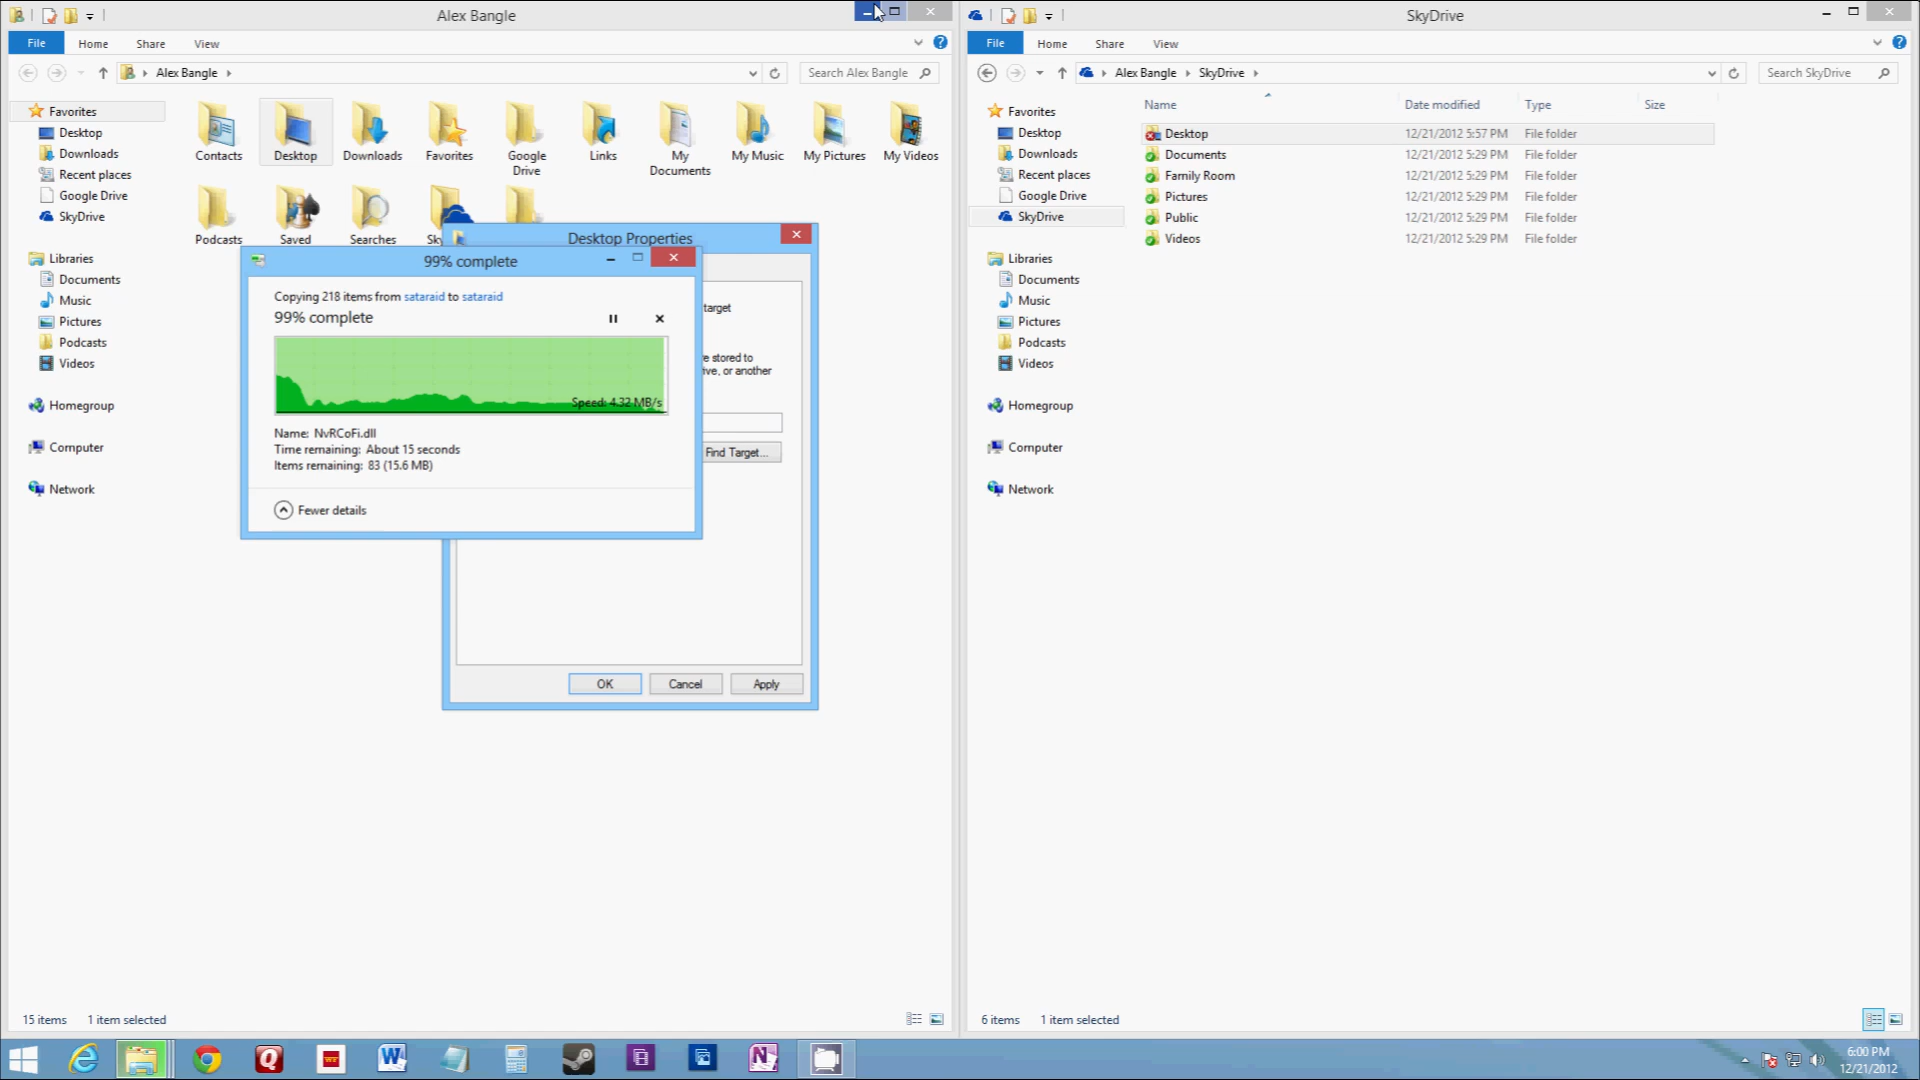 Alex Bangle
File Home Share View
Alex Bangle
Search Alex Bangle
Favorites
Desktop
Downloads
Recent places
Google Drive
SkyDrive
Libraries
Documents
Music
Pictures
Podcasts
Videos
Homegroup
Computer
Network
Contacts
Desktop
Downloads
Favorites
Google
Drive
Links
My
Documents
My Music
My Pictures
My Videos
Podcasts
Saved
Searches
Sky
Desktop Properties
target
e stored to
ive, or another
Find Target...
OK Cancel Apply
99% complete
Copying 218 items from sataraid to sataraid
99% complete
Speed: 4.32 MB/s
Name: NvRCoFi.dll
Time remaining: About 15 seconds
Items remaining: 83 (15.6 MB)
Fewer details
15 items 1 item selected
SkyDrive
File Home Share View
Alex Bangle SkyDrive
Search SkyDrive
Favorites
Desktop
Downloads
Recent places
Google Drive
SkyDrive
Libraries
Documents
Music
Pictures
Podcasts
Videos
Homegroup
Computer
Network
Name Date modified Type Size
Desktop 12/21/2012 5:57 PM File folder
Documents 12/21/2012 5:29 PM File folder
Family Room 12/21/2012 5:29 PM File folder
Pictures 12/21/2012 5:29 PM File folder
Public 12/21/2012 5:29 PM File folder
Videos 12/21/2012 5:29 PM File folder
6 items 1 item selected
6:00 PM
12/21/2012